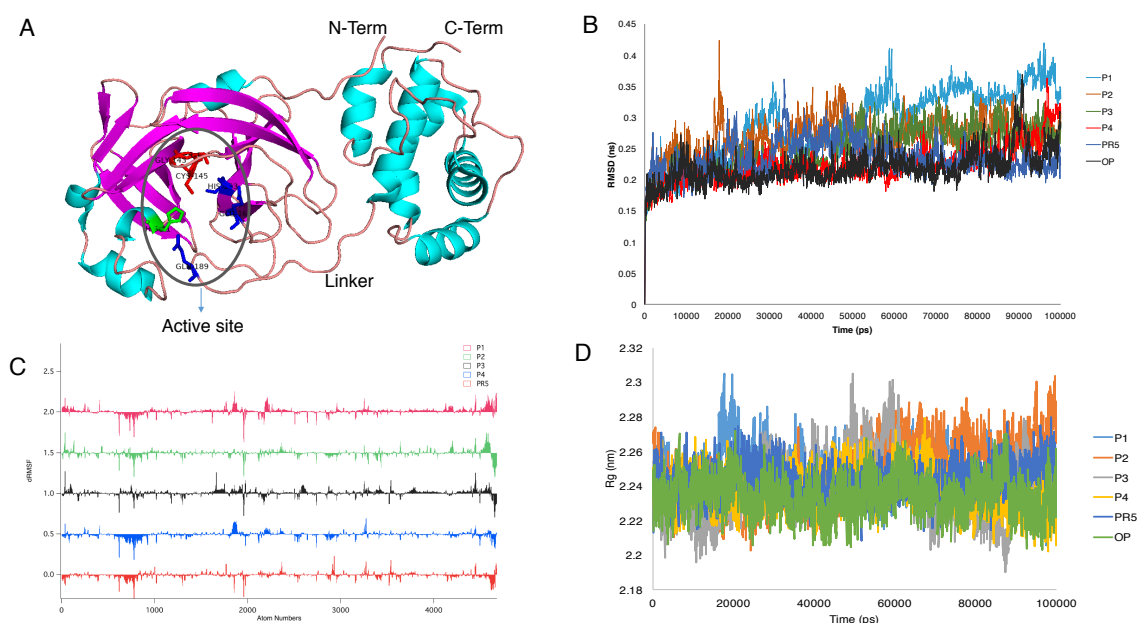 A
N-Term
C-Term
CYS145
HIS
189
Linker
Active site
B
RMSD (ns)
0.45
0.4
0.35
0.3
0.25
0.2
0.15
0.1
0.05
0
0
10000
20000
30000
40000
50000
60000
70000
80000
90000
100000
Time (ps)
P1
P2
P3
P4
PR5
OP
C
dRMSF
2.5
2.0
1.5
1.0
0.5
0.0
0
1000
2000
3000
4000
Atom Numbers
P1
P2
P3
P4
PR5
D
Rg (nm)
2.32
2.3
2.28
2.26
2.24
2.22
2.2
2.18
0
20000
40000
60000
80000
100000
Time (ps)
P1
P2
P3
P4
PR5
OP